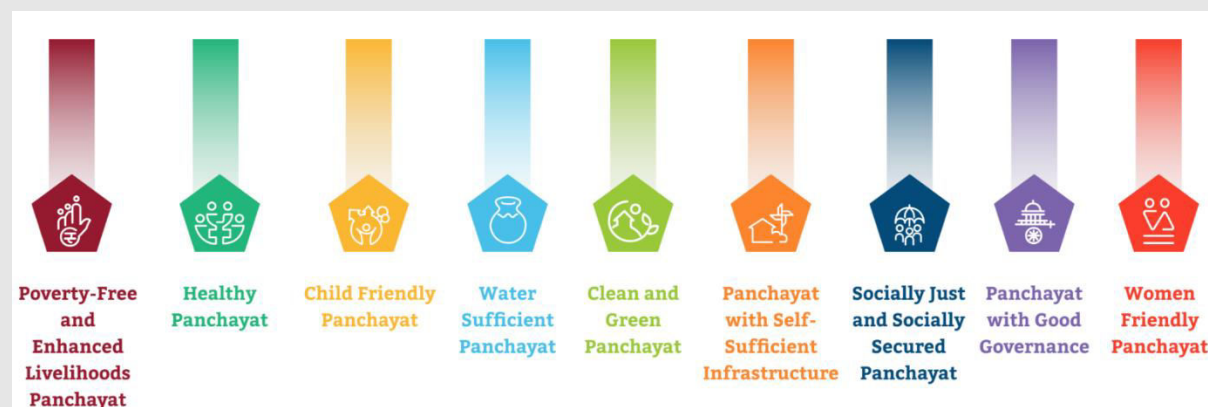 Poverty-Free
and
Enhanced
Livelihoods
Panchayat
Healthy
Panchayat
Child Friendly
Panchayat
Water
Sufficient
Panchayat
Clean and
Green
Panchayat
Panchayat
with Self-
Sufficient
Infrastructure
Socially Just
and Socially
Secured
Panchayat
Panchayat
with Good
Governance
Women
Friendly
Panchayat